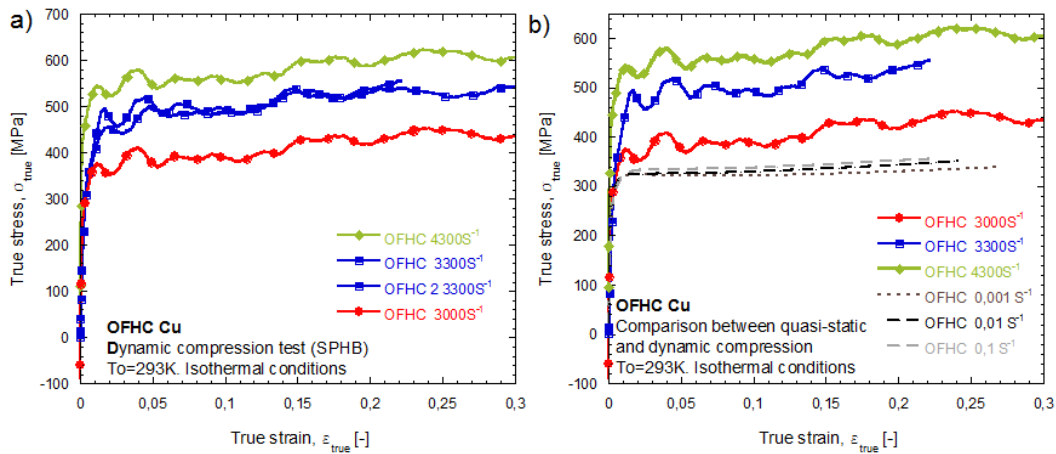 a)
700
600
500
400
300
200
100
0
-100
True stress, σtrue [MPa]
OFHC 4300S⁻¹
OFHC 3300S⁻¹
OFHC 2 3300S⁻¹
OFHC 3000S⁻¹
OFHC Cu
Dynamic compression test (SPHB)
To=293K. Isothermal conditions
0 0,05 0,1 0,15 0,2 0,25 0,3
True strain, εtrue [-]
b)
600
500
400
300
200
100
0
-100
True stress, σtrue [MPa]
OFHC 3000S⁻¹
OFHC 3300S⁻¹
OFHC 4300S⁻¹
OFHC 0,001 S⁻¹
OFHC 0,01 S⁻¹
OFHC 0,1 S⁻¹
OFHC Cu
Comparison between quasi-static
and dynamic compression
To=293K. Isothermal conditions
0 0,05 0,1 0,15 0,2 0,25 0,3
True strain, εtrue [-]